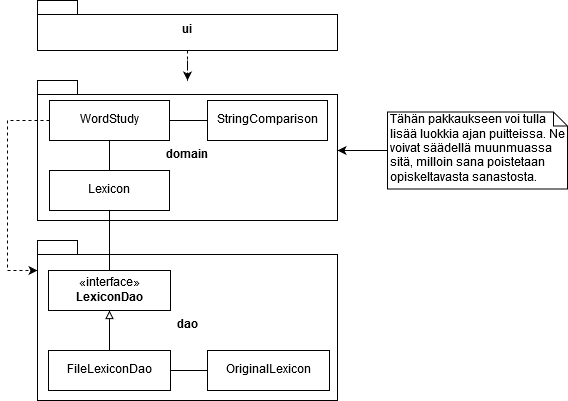 ui
WordStudy
StringComparison
domain
Lexicon
Tähän pakkaukseen voi tulla
lisää luokkia ajan puitteissa. Ne
voivat säädellä muunmuassa
sitä, milloin sana poistetaan
opiskeltavasta sanastosta.
«interface»
LexiconDao
dao
FileLexiconDao
OriginalLexicon